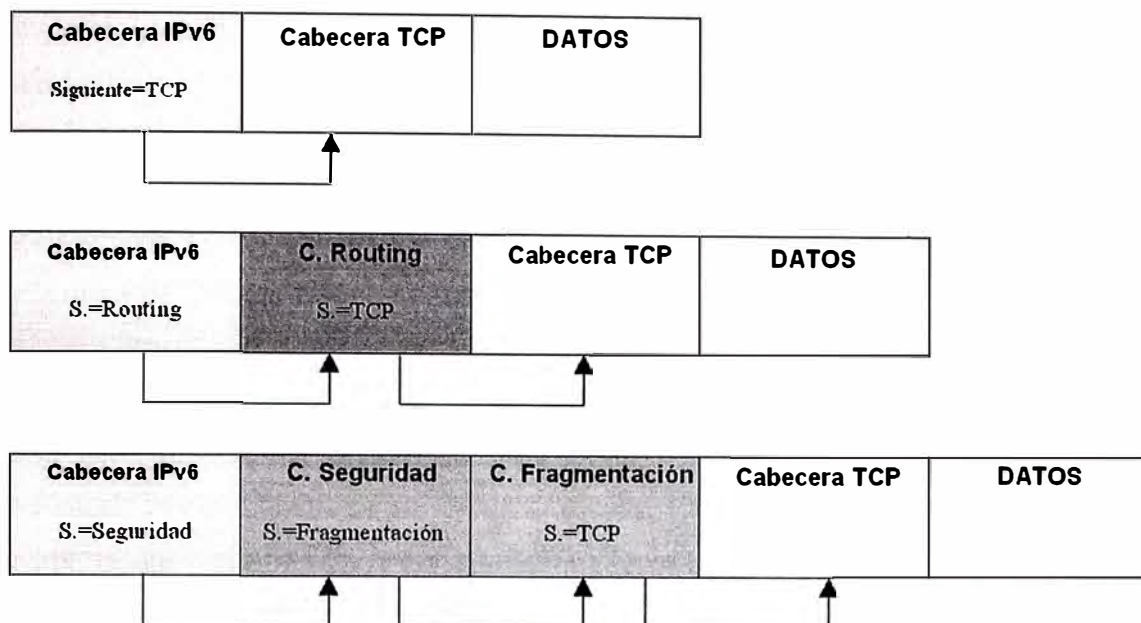 Cabecera IPv6 Cabecera TCP DATOS
Siguiente=TCP
Cabecera IPv6 C. Routing Cabecera TCP DATOS
S.=Routing S.=TCP
Cabecera IPv6 C. Seguridad C. Fragmentación Cabecera TCP DATOS
S.=Seguridad S.=Fragmentación S.=TCP